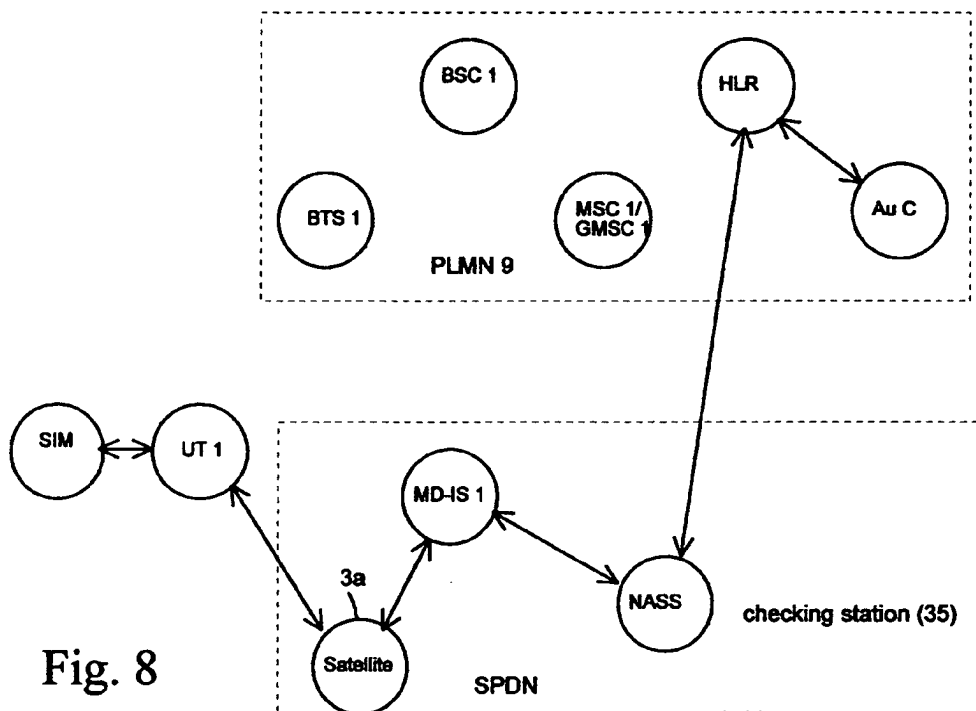 BSC 1
HLR
BTS 1
MSC 1/
GMSC 1
Au C
PLMN 9
SIM
UT 1
MD-IS 1
3a
NASS
checking station (35)
Satellite
Fig. 8
SPDN